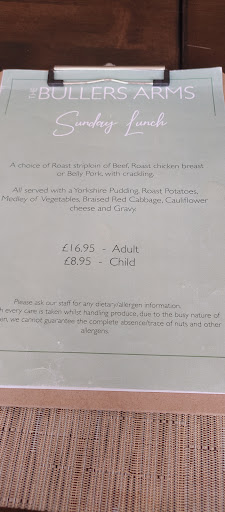 THE BULLERS ARMS
Sunday Lunch
A choice of Roast striploin of Beef, Roast chicken breast
or Belly Pork, with crackling.
All served with a Yorkshire Pudding, Roast Potatoes,
Medley of Vegetables, Braised Red Cabbage, Cauliflower
cheese and Gravy.
£16.95 - Adult
£8.95 - Child
Please ask our staff for any dietary/allergen information.
every care is taken whilst handling produce, due to the busy nature of
we cannot guarantee the complete absence/trace of nuts and other
allergens.